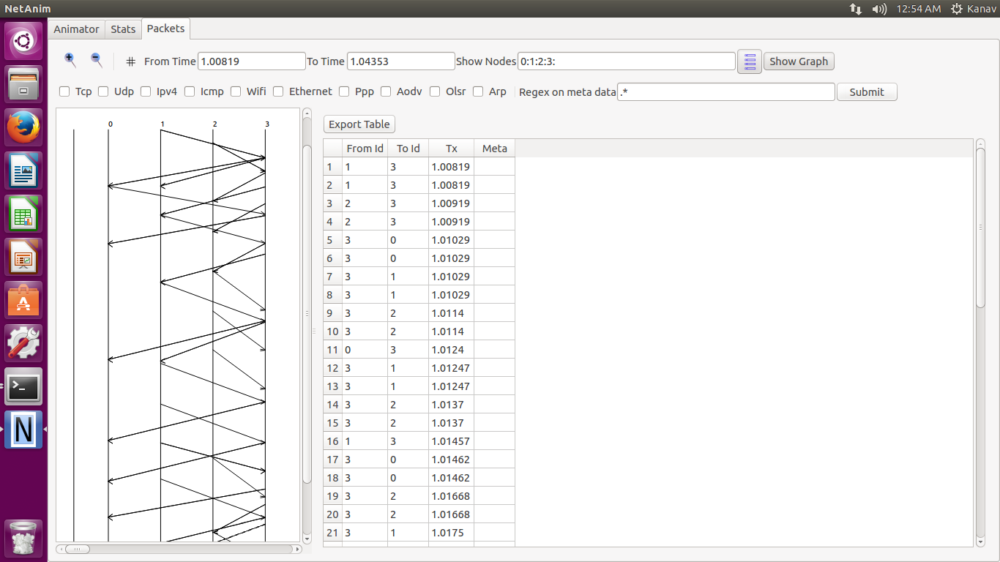 NetAnim 12:54 AM Kanav
Animator Stats Packets
# From Time 1.00819 To Time 1.04353 Show Nodes 0:1:2:3: Show Graph
Tcp Udp Ipv4 Icmp Wifi Ethernet Ppp Aodv Olsr Arp Regex on meta data .* Submit
0 1 2 3
Export Table
From Id To Id Tx Meta
1 1 3 1.00819
2 1 3 1.00819
3 2 3 1.00919
4 2 3 1.00919
5 3 0 1.01029
6 3 0 1.01029
7 3 1 1.01029
8 3 1 1.01029
9 3 2 1.0114
10 3 2 1.0114
11 0 3 1.0124
12 3 1 1.01247
13 3 1 1.01247
14 3 2 1.0137
15 3 2 1.0137
16 1 3 1.01457
17 3 0 1.01462
18 3 0 1.01462
19 3 2 1.01668
20 3 2 1.01668
21 3 1 1.0175
>_
N